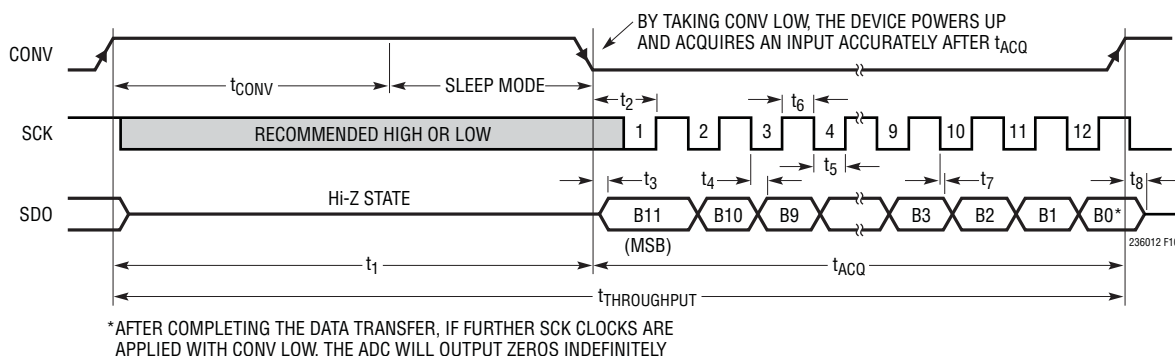 BY TAKING CONV LOW, THE DEVICE POWERS UP
AND ACQUIRES AN INPUT ACCURATELY AFTER tACQ
CONV
tCONV
SLEEP MODE
t2
t6
SCK
RECOMMENDED HIGH OR LOW
1
2
3
4
9
10
11
12
t3
t4
t5
t7
t8
SDO
Hi-Z STATE
B11
B10
B9
B3
B2
B1
B0*
(MSB)
236012 F10
t1
tACQ
tTHROUGHPUT
*AFTER COMPLETING THE DATA TRANSFER, IF FURTHER SCK CLOCKS ARE
APPLIED WITH CONV LOW, THE ADC WILL OUTPUT ZEROS INDEFINITELY